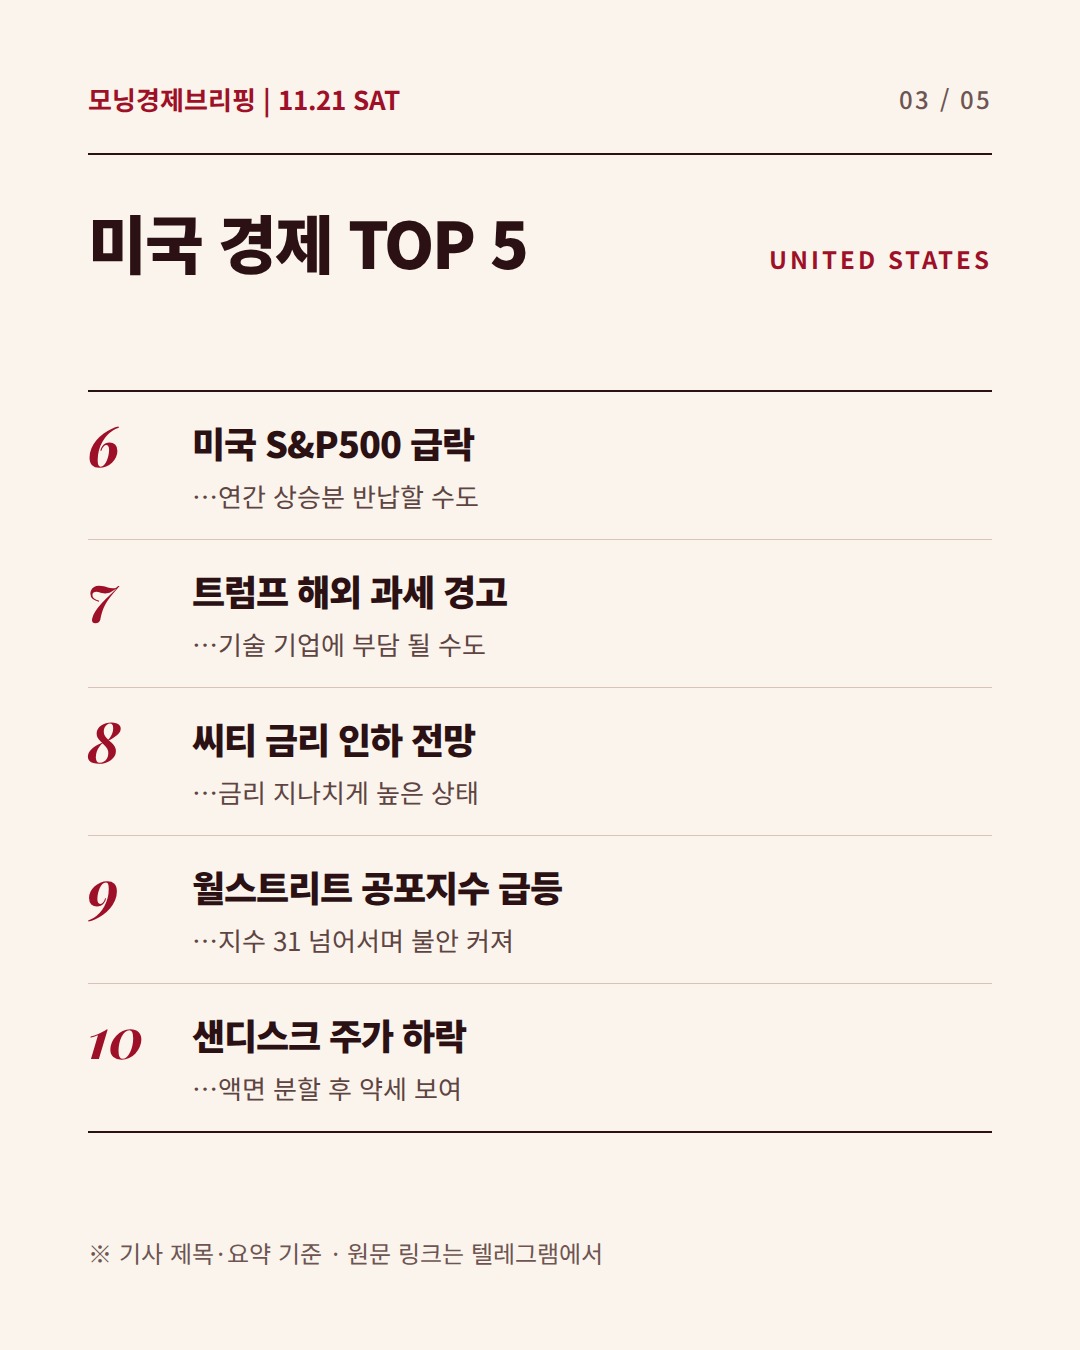 모닝경제브리핑 | 11.21 SAT
03 / 05
미국 경제 TOP 5
UNITED STATES
6
미국 S&P500 급락
…연간 상승분 반납할 수도
7
트럼프 해외 과세 경고
…기술 기업에 부담 될 수도
8
씨티 금리 인하 전망
…금리 지나치게 높은 상태
9
월스트리트 공포지수 급등
…지수 31 넘어서며 불안 커져
10
샌디스크 주가 하락
…액면 분할 후 약세 보여
※ 기사 제목·요약 기준 · 원문 링크는 텔레그램에서